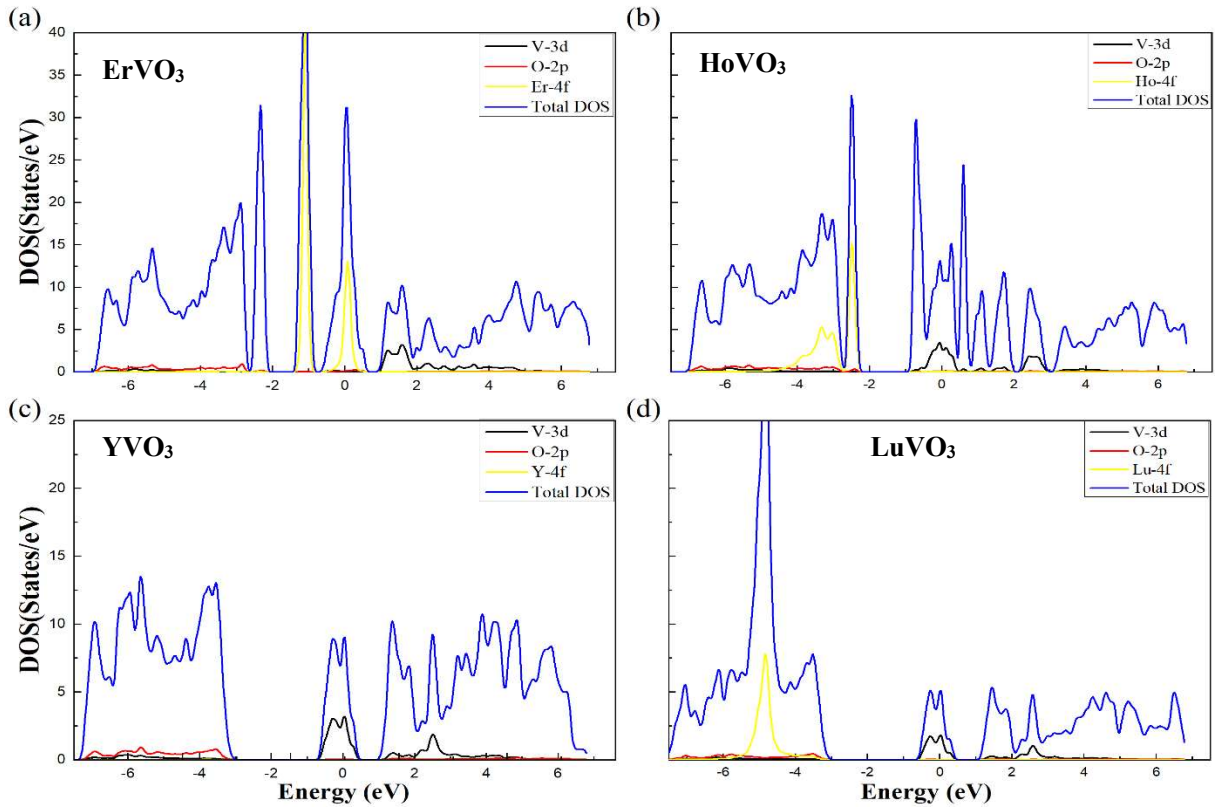 (a)
ErVO₃
V-3d
O-2p
Er-4f
Total DOS
40
35
30
25
20
15
10
5
0
DOS(States/eV)
-6
-4
-2
0
2
4
6
(b)
HoVO₃
V-3d
O-2p
Ho-4f
Total DOS
-6
-4
-2
0
2
4
6
(c)
YVO₃
V-3d
O-2p
Y-4f
Total DOS
25
20
15
10
5
0
DOS(States/eV)
-6
-4
-2
0
2
4
6
Energy (eV)
(d)
LuVO₃
V-3d
O-2p
Lu-4f
Total DOS
-6
-4
-2
0
2
4
6
Energy (eV)